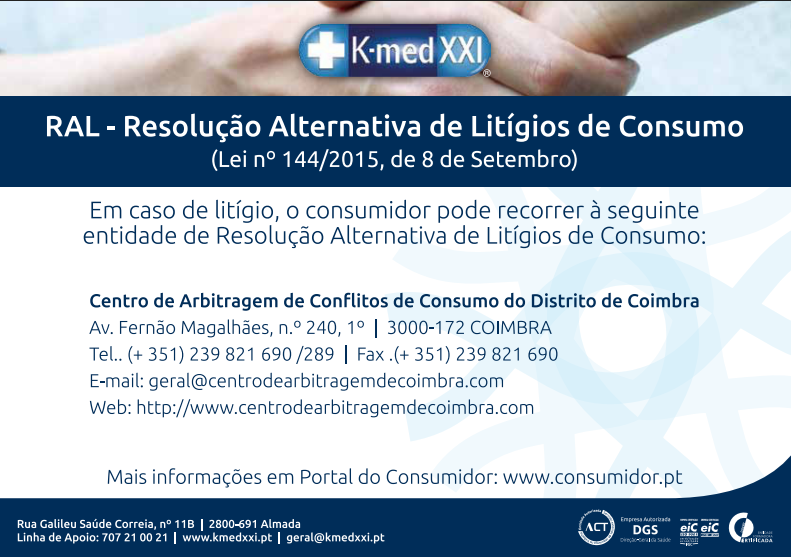 K-med XXI ®
RAL - Resolução Alternativa de Litígios de Consumo
(Lei nº 144/2015, de 8 de Setembro)
Em caso de litígio, o consumidor pode recorrer à seguinte
entidade de Resolução Alternativa de Litígios de Consumo:
Centro de Arbitragem de Conflitos de Consumo do Distrito de Coimbra
Av. Fernão Magalhães, n.º 240, 1º | 3000-172 COIMBRA
Tel.. (+ 351) 239 821 690 /289 | Fax .(+ 351) 239 821 690
E-mail: geral@centrodearbitragemdecoimbra.com
Web: http://www.centrodearbitragemdecoimbra.com
Mais informações em Portal do Consumidor: www.consumidor.pt
Rua Galileu Saúde Correia, nº 11B | 2800-691 Almada
Linha de Apoio: 707 21 00 21 | www.kmedxxi.pt | geral@kmedxxi.pt
ACT
Empresa Autorizada
DGS
Direcção-Geral da Saúde
eiC eiC